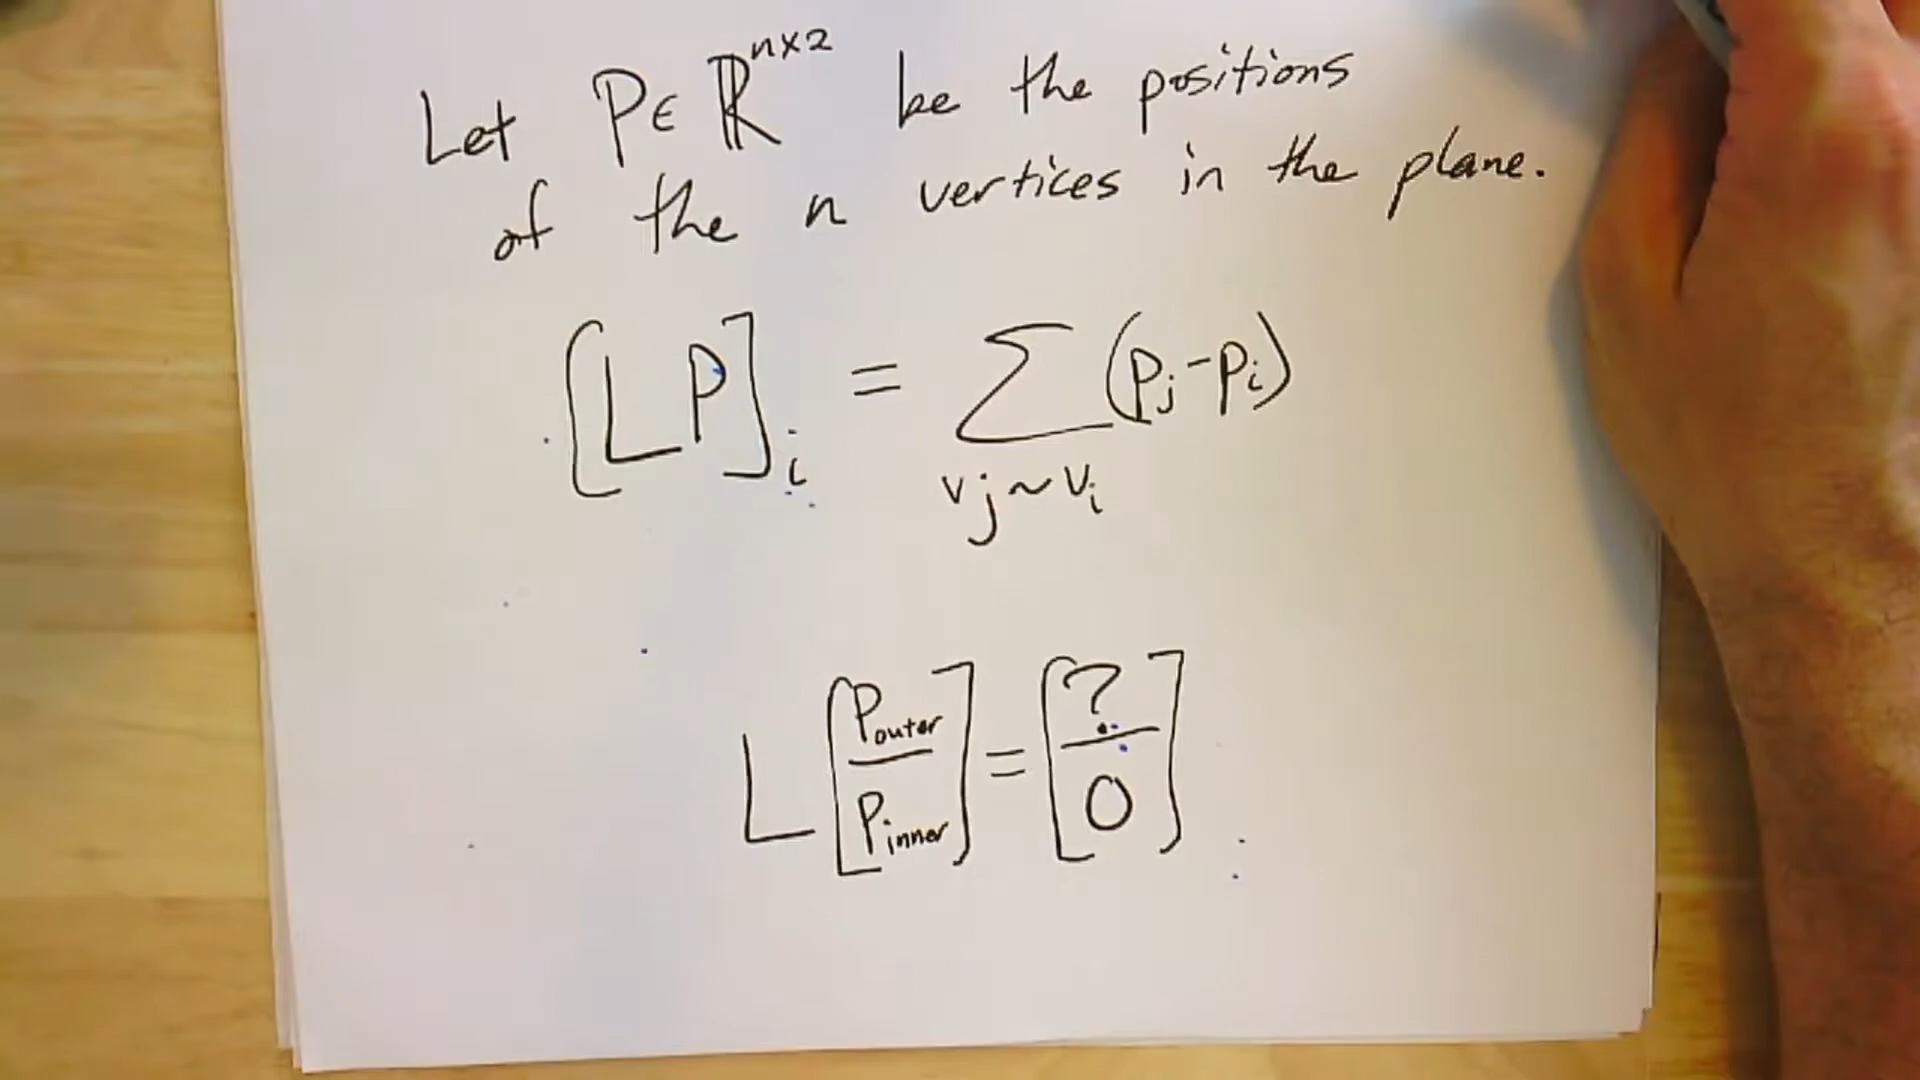 Let P∈ ℝ^{n×2} be the positions
of the n vertices in the plane.
[LP]_i = ∑_{v_j~v_i} (p_j - p_i)
L [P_outer / P_inner] = [? / 0]